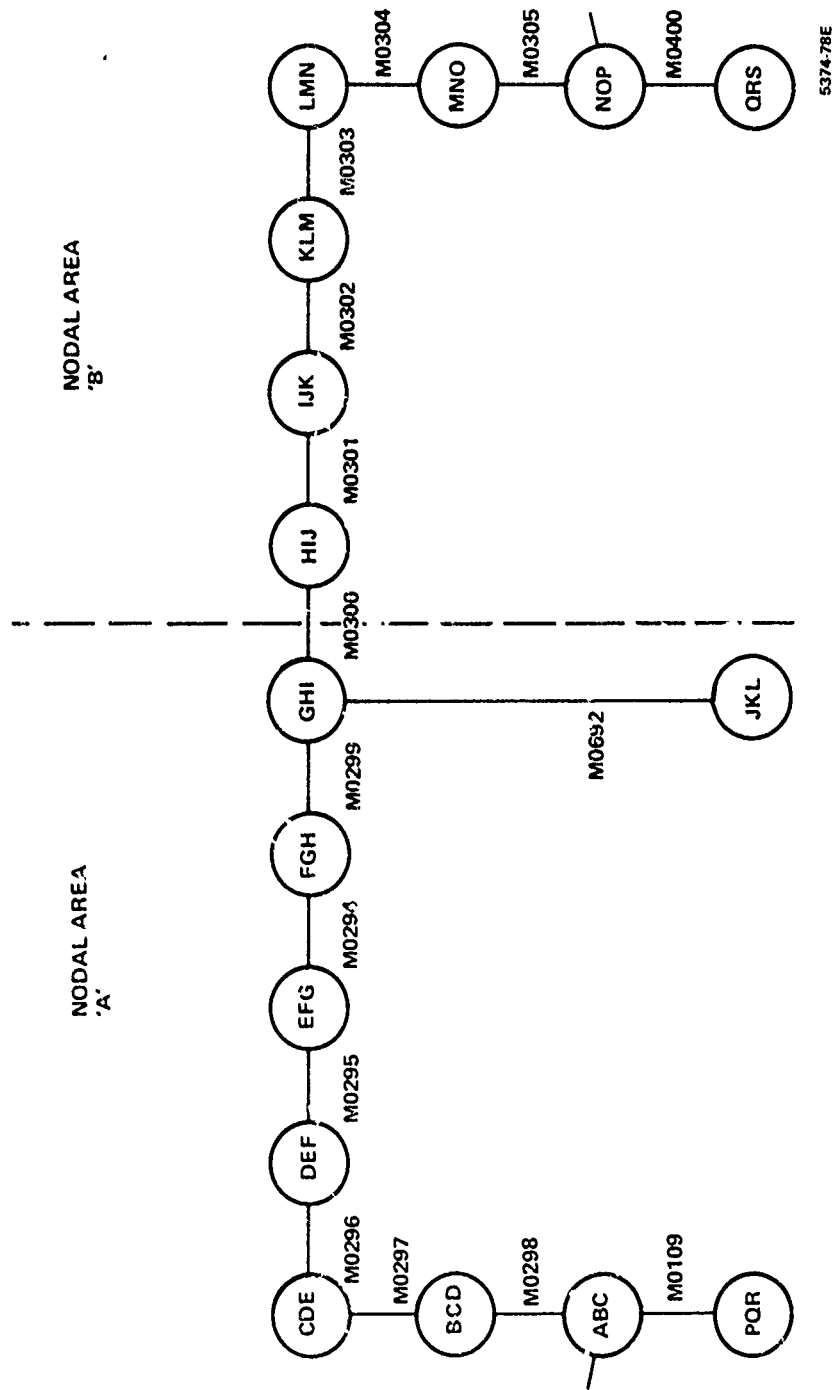 NODAL AREA
'A'
NODAL AREA
'B'
CDE
M0296
DEF
M0295
EFG
M0294
FGH
M0299
GHI
M0300
HIJ
M0301
IJK
M0302
KLM
M0303
LMN
M0297
M0304
BCD
MNO
M0298
M0305
ABC
NOP
M0109
M0692
M0400
PQR
JKL
QRS
5374-78E